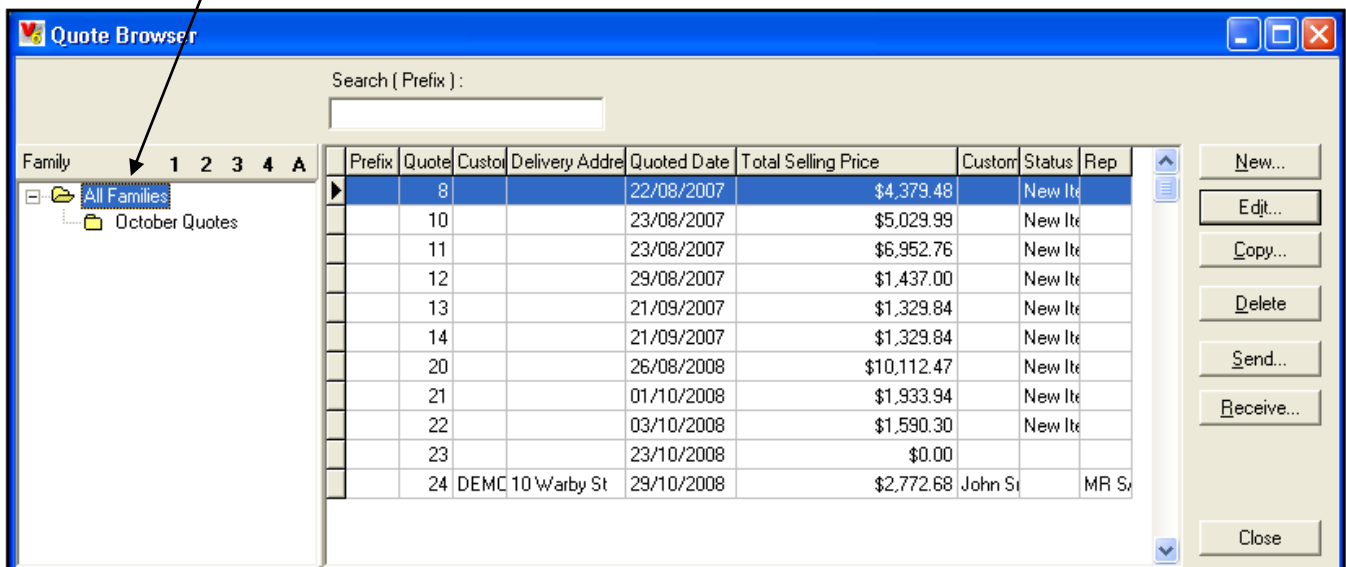 Quote Browser
Search ( Prefix ) :
Family 1 2 3 4 A
All Families
October Quotes
Prefix Quote Custo Delivery Addre Quoted Date Total Selling Price Custom Status Rep
8 22/08/2007 $4,379.48 New Ite
10 23/08/2007 $5,029.99 New Ite
11 23/08/2007 $6,952.76 New Ite
12 29/08/2007 $1,437.00 New Ite
13 21/09/2007 $1,329.84 New Ite
14 21/09/2007 $1,329.84 New Ite
20 26/08/2008 $10,112.47 New Ite
21 01/10/2008 $1,933.94 New Ite
22 03/10/2008 $1,590.30 New Ite
23 23/10/2008 $0.00
24 DEMO 10 Warby St 29/10/2008 $2,772.68 John Sm MR SA
New...
Edit...
Copy...
Delete
Send...
Receive...
Close